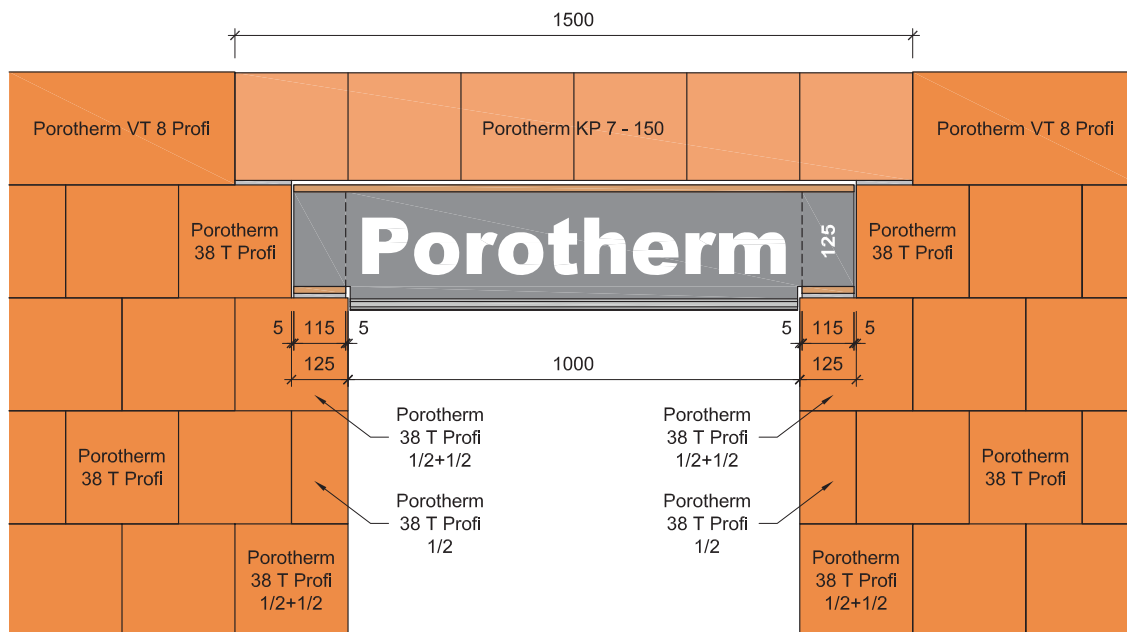 1500
Porotherm VT 8 Profi
Porotherm KP 7 - 150
Porotherm VT 8 Profi
Porotherm
38 T Profi
Porotherm
125
Porotherm
38 T Profi
5 115 5
5 115 5
125
1000
125
Porotherm
38 T Profi
1/2+1/2
Porotherm
38 T Profi
1/2+1/2
Porotherm
38 T Profi
Porotherm
38 T Profi
Porotherm
38 T Profi
1/2
Porotherm
38 T Profi
1/2
Porotherm
38 T Profi
1/2+1/2
Porotherm
38 T Profi
1/2+1/2